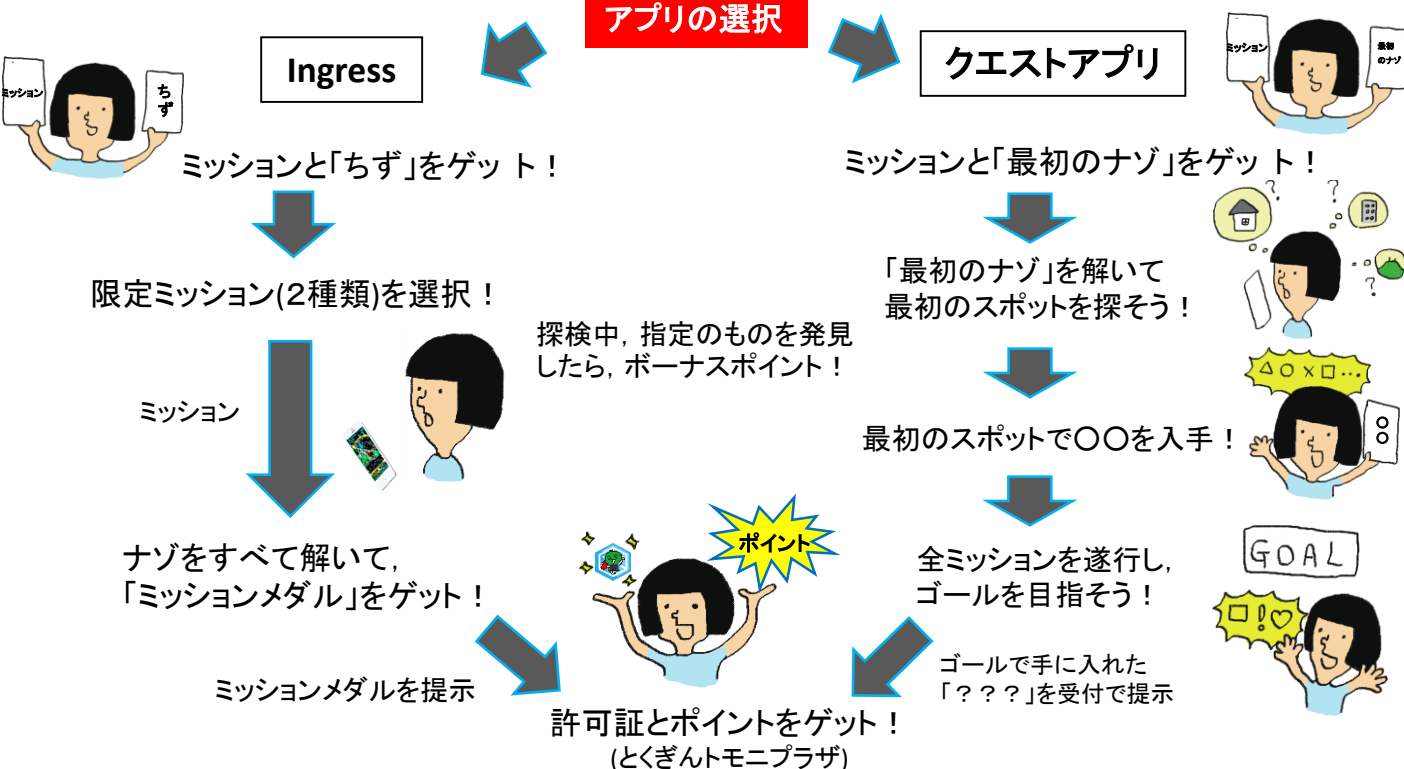 アプリの選択
Ingress
クエストアプリ
ミッション
ちず
ミッション
最初
のナゾ
ミッションと「ちず」をゲット！
ミッションと「最初のナゾ」をゲット！
限定ミッション(２種類)を選択！
「最初のナゾ」を解いて
最初のスポットを探そう！
探検中, 指定のものを発見
したら, ボーナスポイント！
ミッション
最初のスポットで〇〇を入手！
△○×□…
○○
ナゾをすべて解いて,
「ミッションメダル」をゲット！
ポイント
全ミッションを遂行し,
ゴールを目指そう！
GOAL
□!♡
ミッションメダルを提示
ゴールで手に入れた
「？？？」を受付で提示
許可証とポイントをゲット！
(とくぎんトモニプラザ)